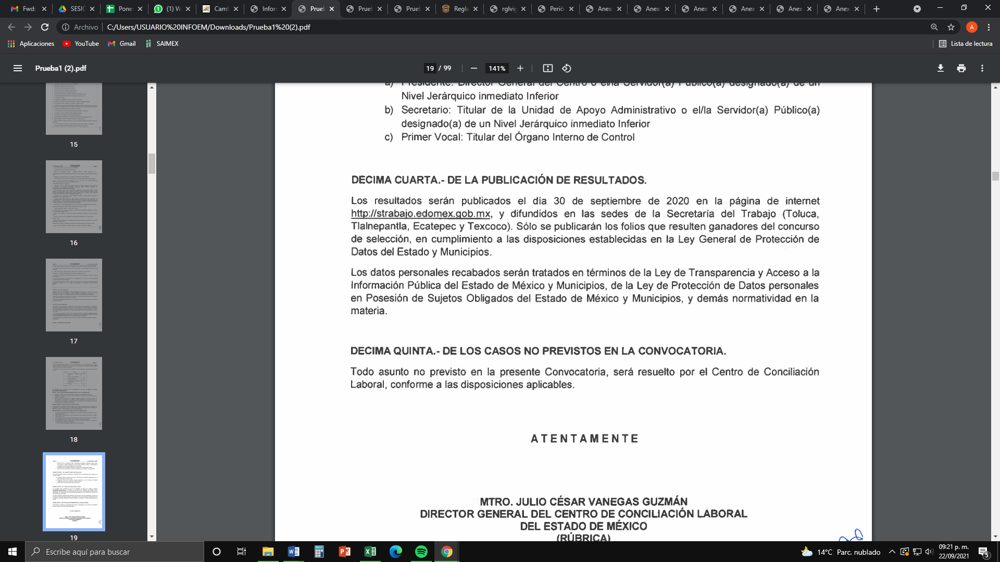 Fwd:
SESIÓ
Pone
(1) W
Camb
Inforr
Prueb
Prueb
Prueb
Regla
rglvig
Perió
Anex
Anex
Anex
Anex
Anex
Anex
Archivo
C:/Users/USUARIO%20INFOEM/Downloads/Prueba1%20(2).pdf
A
Aplicaciones
YouTube
Gmail
SAIMEX
Lista de lectura
Prueba1 (2).pdf
19 / 99
141%
15
16
17
18
19
a) Presidente: Director General del Centro o el/la Servidor(a) Público(a) designado(a) de un
Nivel Jerárquico inmediato Inferior
b) Secretario: Titular de la Unidad de Apoyo Administrativo o el/la Servidor(a) Público(a)
designado(a) de un Nivel Jerárquico inmediato Inferior
c) Primer Vocal: Titular del Órgano Interno de Control
DECIMA CUARTA.- DE LA PUBLICACIÓN DE RESULTADOS.
Los resultados serán publicados el día 30 de septiembre de 2020 en la página de internet
http://strabajo.edomex.gob.mx, y difundidos en las sedes de la Secretaría del Trabajo (Toluca,
Tlalnepantla, Ecatepec y Texcoco). Sólo se publicarán los folios que resulten ganadores del concurso
de selección, en cumplimiento a las disposiciones establecidas en la Ley General de Protección de
Datos del Estado y Municipios.
Los datos personales recabados serán tratados en términos de la Ley de Transparencia y Acceso a la
Información Pública del Estado de México y Municipios, de la Ley de Protección de Datos personales
en Posesión de Sujetos Obligados del Estado de México y Municipios, y demás normatividad en la
materia.
DECIMA QUINTA.- DE LOS CASOS NO PREVISTOS EN LA CONVOCATORIA.
Todo asunto no previsto en la presente Convocatoria, será resuelto por el Centro de Conciliación
Laboral, conforme a las disposiciones aplicables.
A T E N T A M E N T E
MTRO. JULIO CÉSAR VANEGAS GUZMÁN
DIRECTOR GENERAL DEL CENTRO DE CONCILIACIÓN LABORAL
DEL ESTADO DE MÉXICO
(RÚBRICA)
Escribe aquí para buscar
14°C Parc. nublado
09:21 p. m.
22/09/2021
5